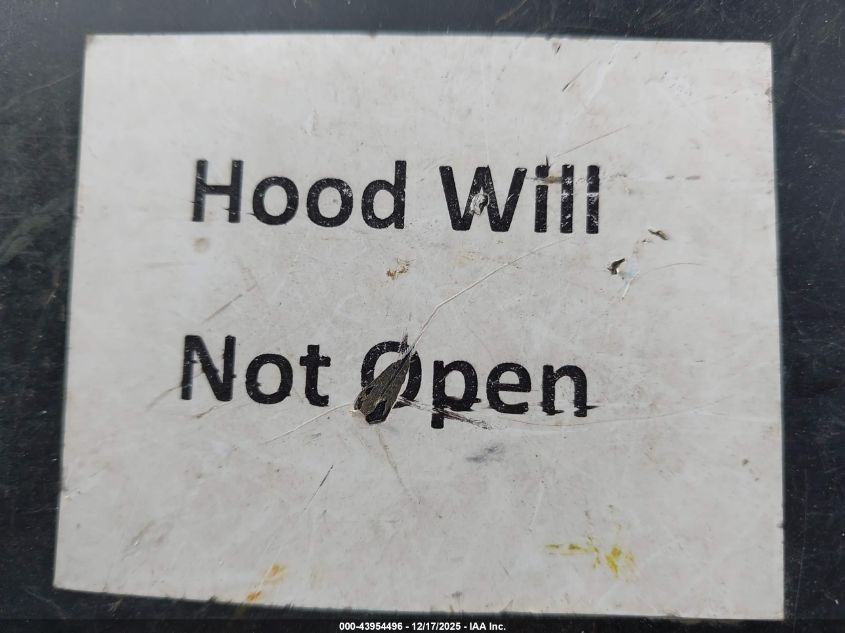 Hood Will
Not Open
000-43954496 - 12/17/2025 - IAA Inc.